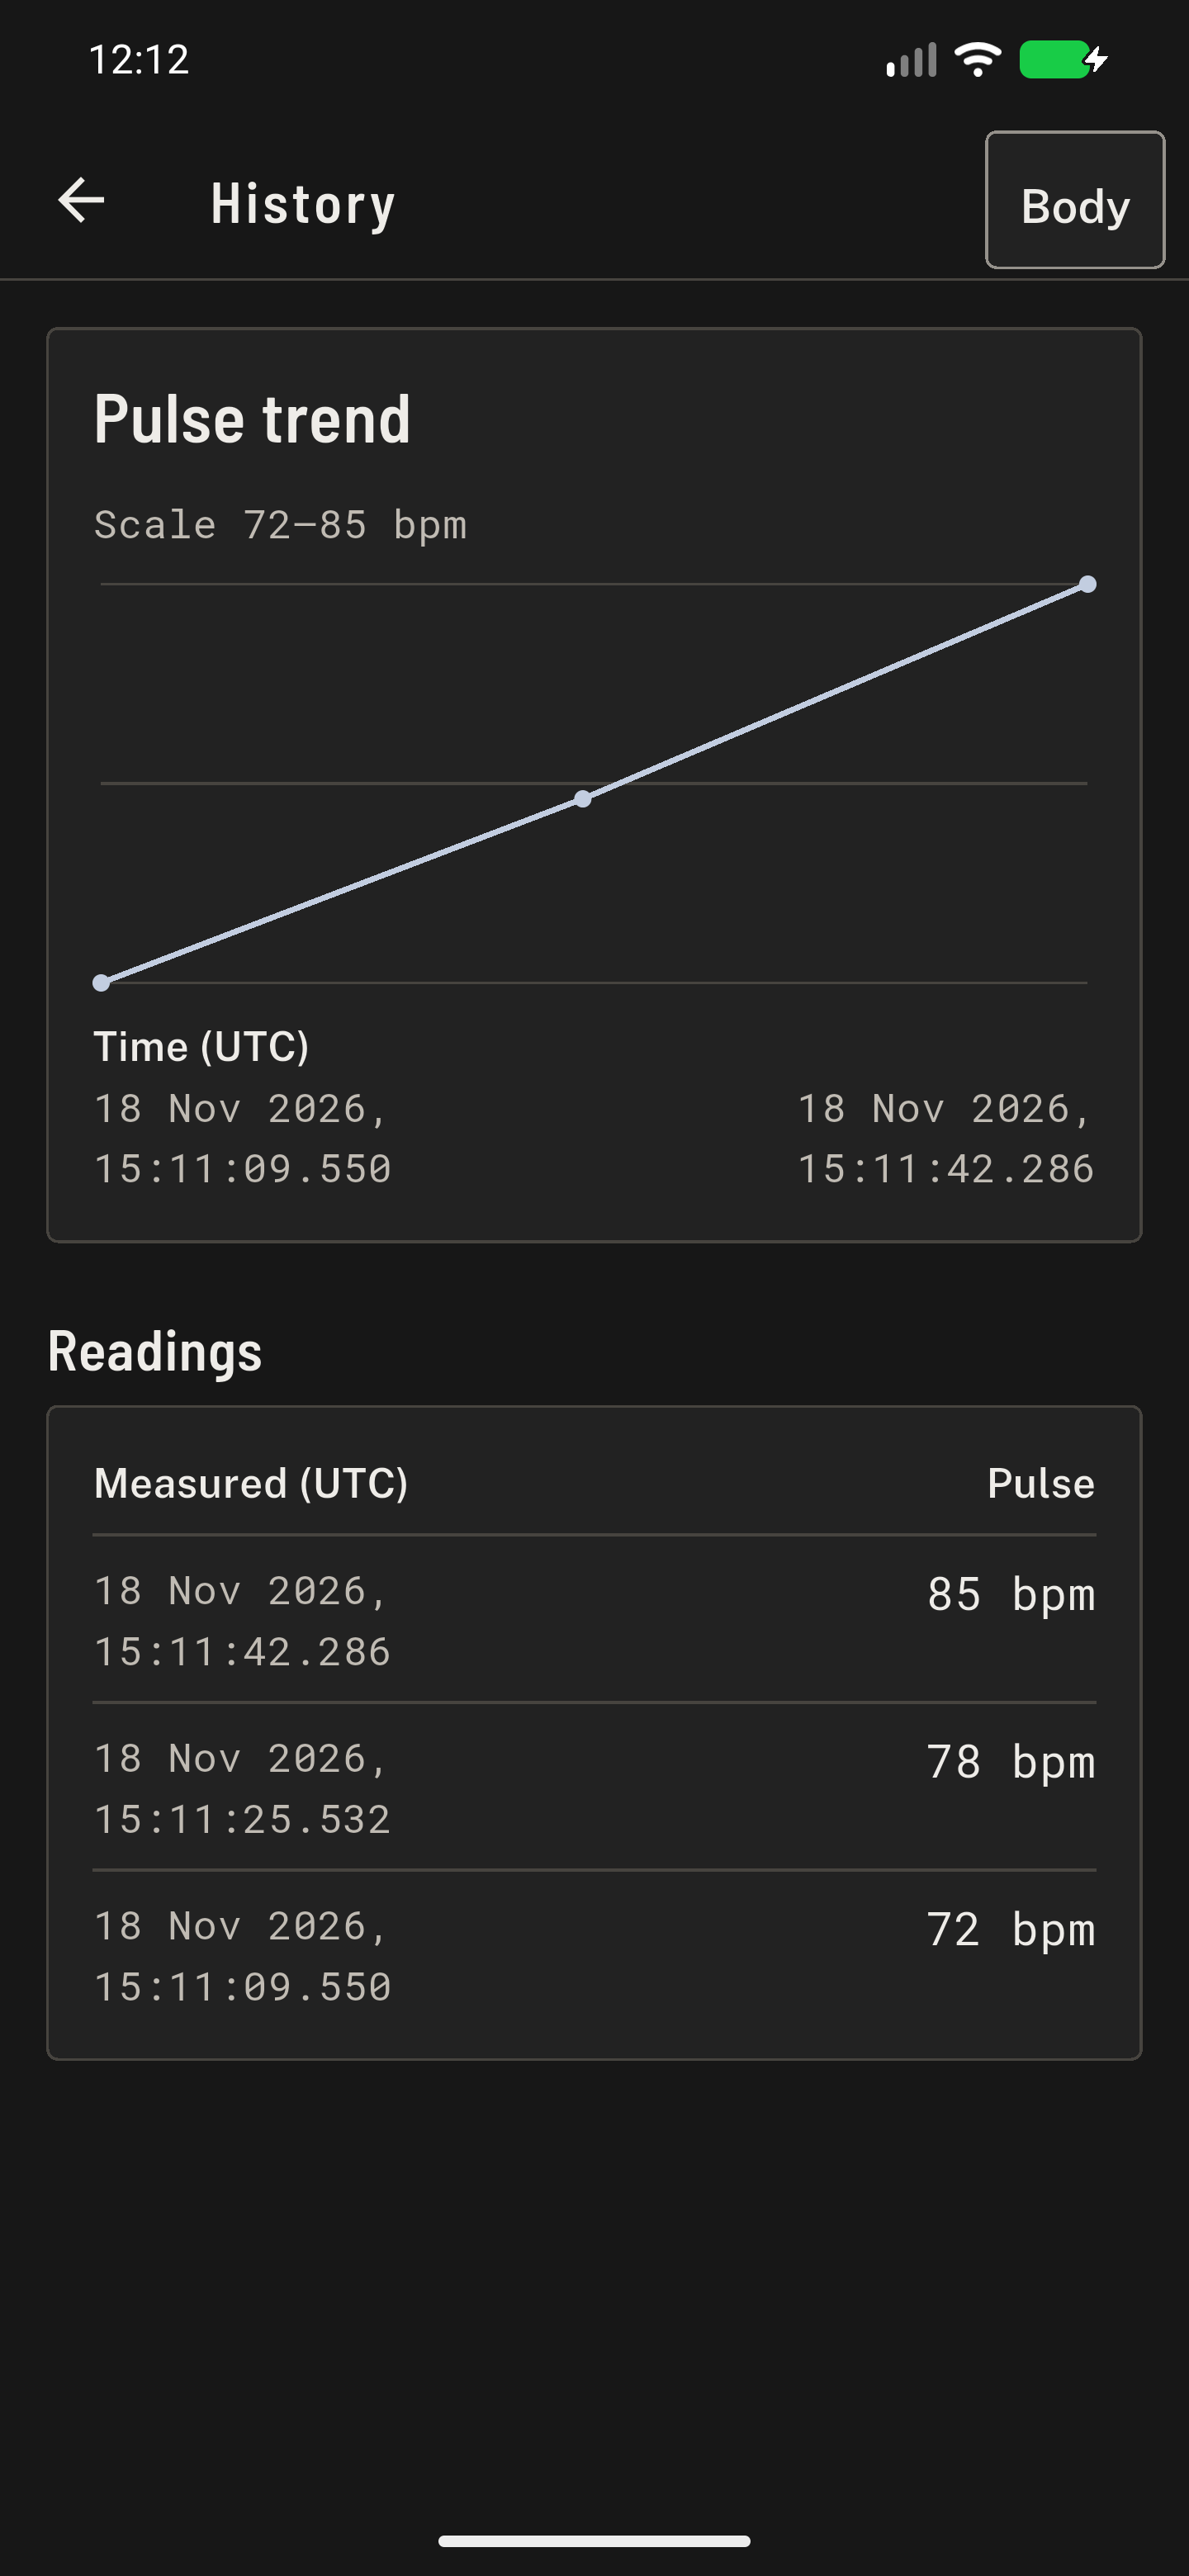 12:12
History
Body
Pulse trend
Scale 72–85 bpm
Time (UTC)
18 Nov 2026,
15:11:09.550
18 Nov 2026,
15:11:42.286
Readings
Measured (UTC) Pulse
18 Nov 2026,
15:11:42.286
85 bpm
18 Nov 2026,
15:11:25.532
78 bpm
18 Nov 2026,
15:11:09.550
72 bpm